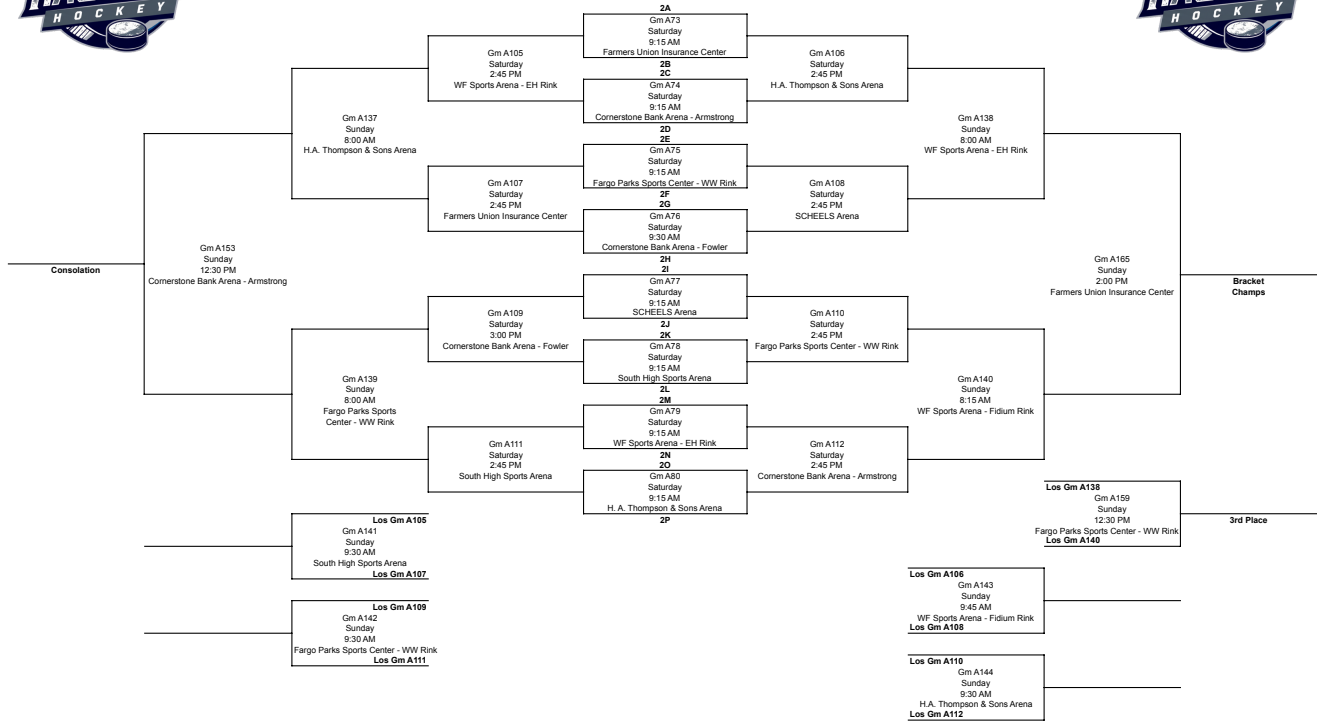 HOCKEY
HOCKEY
2A
Gm A73
Saturday
9:15 AM
Farmers Union Insurance Center
2B
2C
Gm A74
Saturday
9:15 AM
Cornerstone Bank Arena - Armstrong
2D
2E
Gm A75
Saturday
9:15 AM
Fargo Parks Sports Center - WW Rink
2F
2G
Gm A76
Saturday
9:30 AM
Cornerstone Bank Arena - Fowler
2H
2I
Gm A77
Saturday
9:15 AM
SCHEELS Arena
2J
2K
Gm A78
Saturday
9:15 AM
South High Sports Arena
2L
2M
Gm A79
Saturday
9:15 AM
WF Sports Arena - EH Rink
2N
2O
Gm A80
Saturday
9:15 AM
H. A. Thompson & Sons Arena
2P
Gm A105
Saturday
2:45 PM
WF Sports Arena - EH Rink
Gm A107
Saturday
2:45 PM
Farmers Union Insurance Center
Gm A109
Saturday
3:00 PM
Cornerstone Bank Arena - Fowler
Gm A111
Saturday
2:45 PM
South High Sports Arena
Gm A137
Sunday
8:00 AM
H.A. Thompson & Sons Arena
Gm A139
Sunday
8:00 AM
Fargo Parks Sports
Center - WW Rink
Gm A153
Sunday
12:30 PM
Cornerstone Bank Arena - Armstrong
Consolation
Los Gm A105
Gm A141
Sunday
9:30 AM
South High Sports Arena
Los Gm A107
Los Gm A109
Gm A142
Sunday
9:30 AM
Fargo Parks Sports Center - WW Rink
Los Gm A111
Gm A106
Saturday
2:45 PM
H.A. Thompson & Sons Arena
Gm A108
Saturday
2:45 PM
SCHEELS Arena
Gm A110
Saturday
2:45 PM
Fargo Parks Sports Center - WW Rink
Gm A112
Saturday
2:45 PM
Cornerstone Bank Arena - Armstrong
Gm A138
Sunday
8:00 AM
WF Sports Arena - EH Rink
Gm A140
Sunday
8:15 AM
WF Sports Arena - Fidium Rink
Gm A165
Sunday
2:00 PM
Farmers Union Insurance Center
Bracket
Champs
Los Gm A138
Gm A159
Sunday
12:30 PM
Fargo Parks Sports Center - WW Rink
Los Gm A140
3rd Place
Los Gm A106
Gm A143
Sunday
9:45 AM
WF Sports Arena - Fidium Rink
Los Gm A108
Los Gm A110
Gm A144
Sunday
9:30 AM
H.A. Thompson & Sons Arena
Los Gm A112